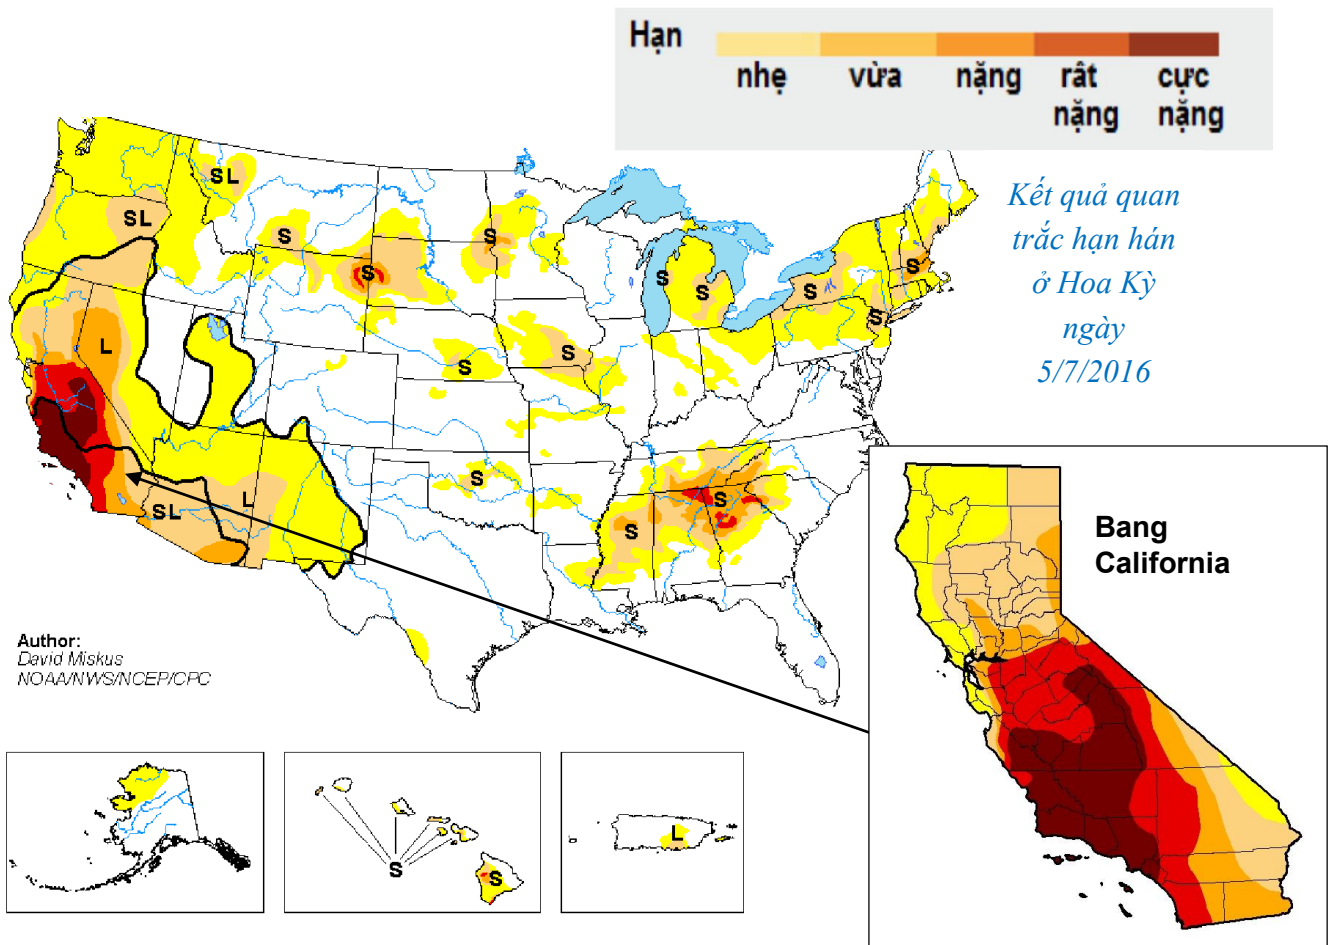 Hạn
nhẹ vừa nặng rât nặng cực nặng
Kết quả quan
trắc hạn hán
ở Hoa Kỳ
ngày
5/7/2016
SL
SL
S
S
S
S
S
S
S
S
S
S
L
S
S
S
SL
L
Bang
California
Author:
David Miskus
NOAA/NWS/NCEP/CPC
S
S
L